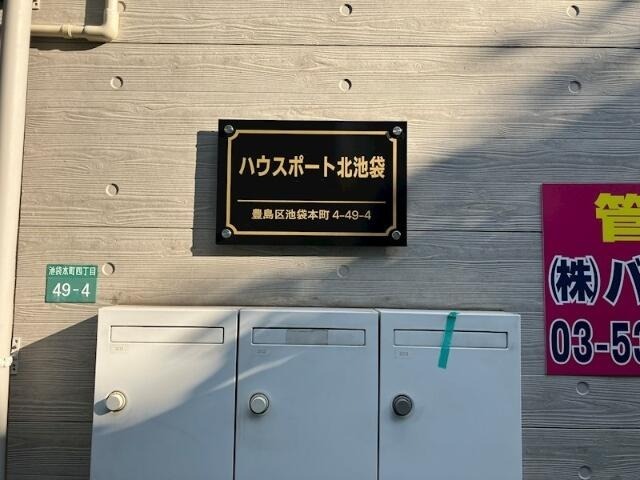 ハウスポート北池袋
豊島区池袋本町 4-49-4
池袋本町四丁目
49-4
管
(株)ハ
03-53